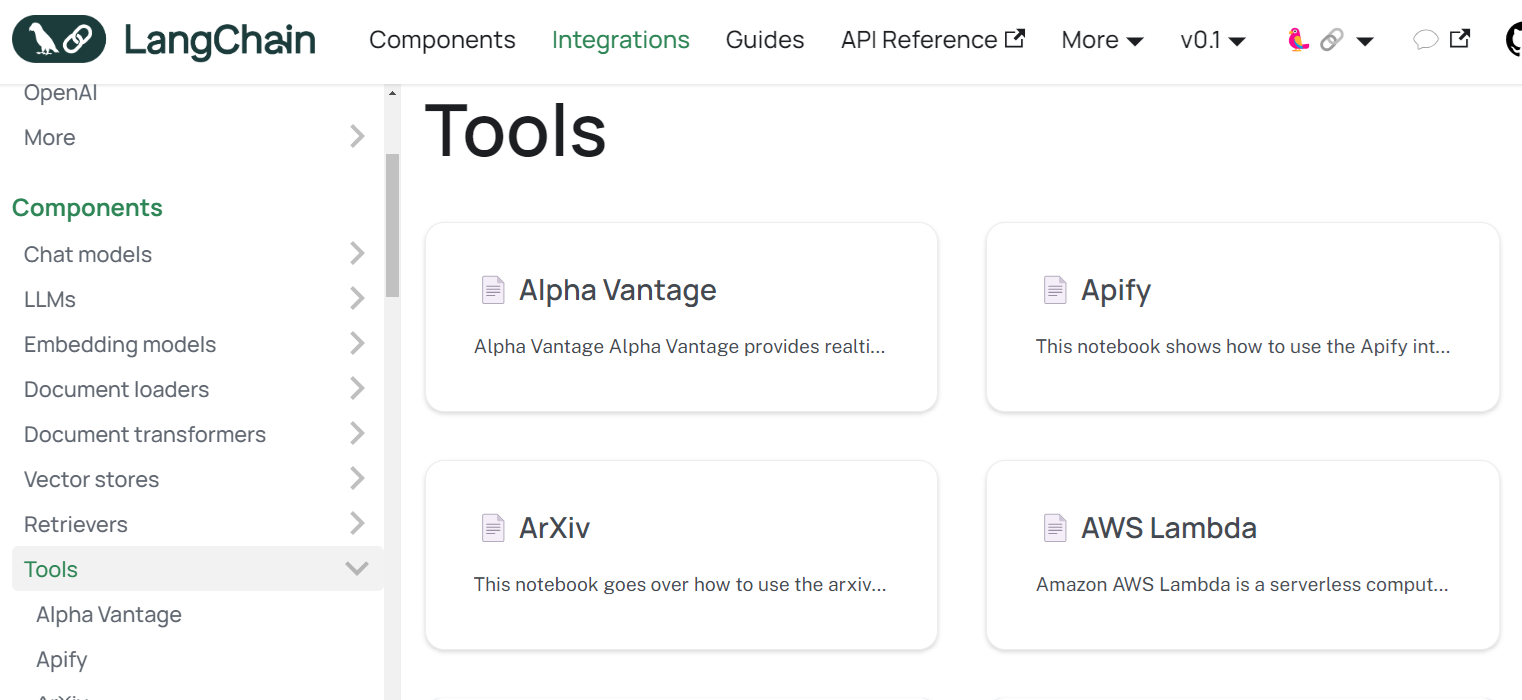 LangChain Components Integrations Guides API Reference More v0.1
OpenAI
More
Components
Chat models
LLMs
Embedding models
Document loaders
Document transformers
Vector stores
Retrievers
Tools
Alpha Vantage
Apify
ArXiv
Tools
Alpha Vantage
Alpha Vantage Alpha Vantage provides realti...
Apify
This notebook shows how to use the Apify int...
ArXiv
This notebook goes over how to use the arxiv...
AWS Lambda
Amazon AWS Lambda is a serverless comput...